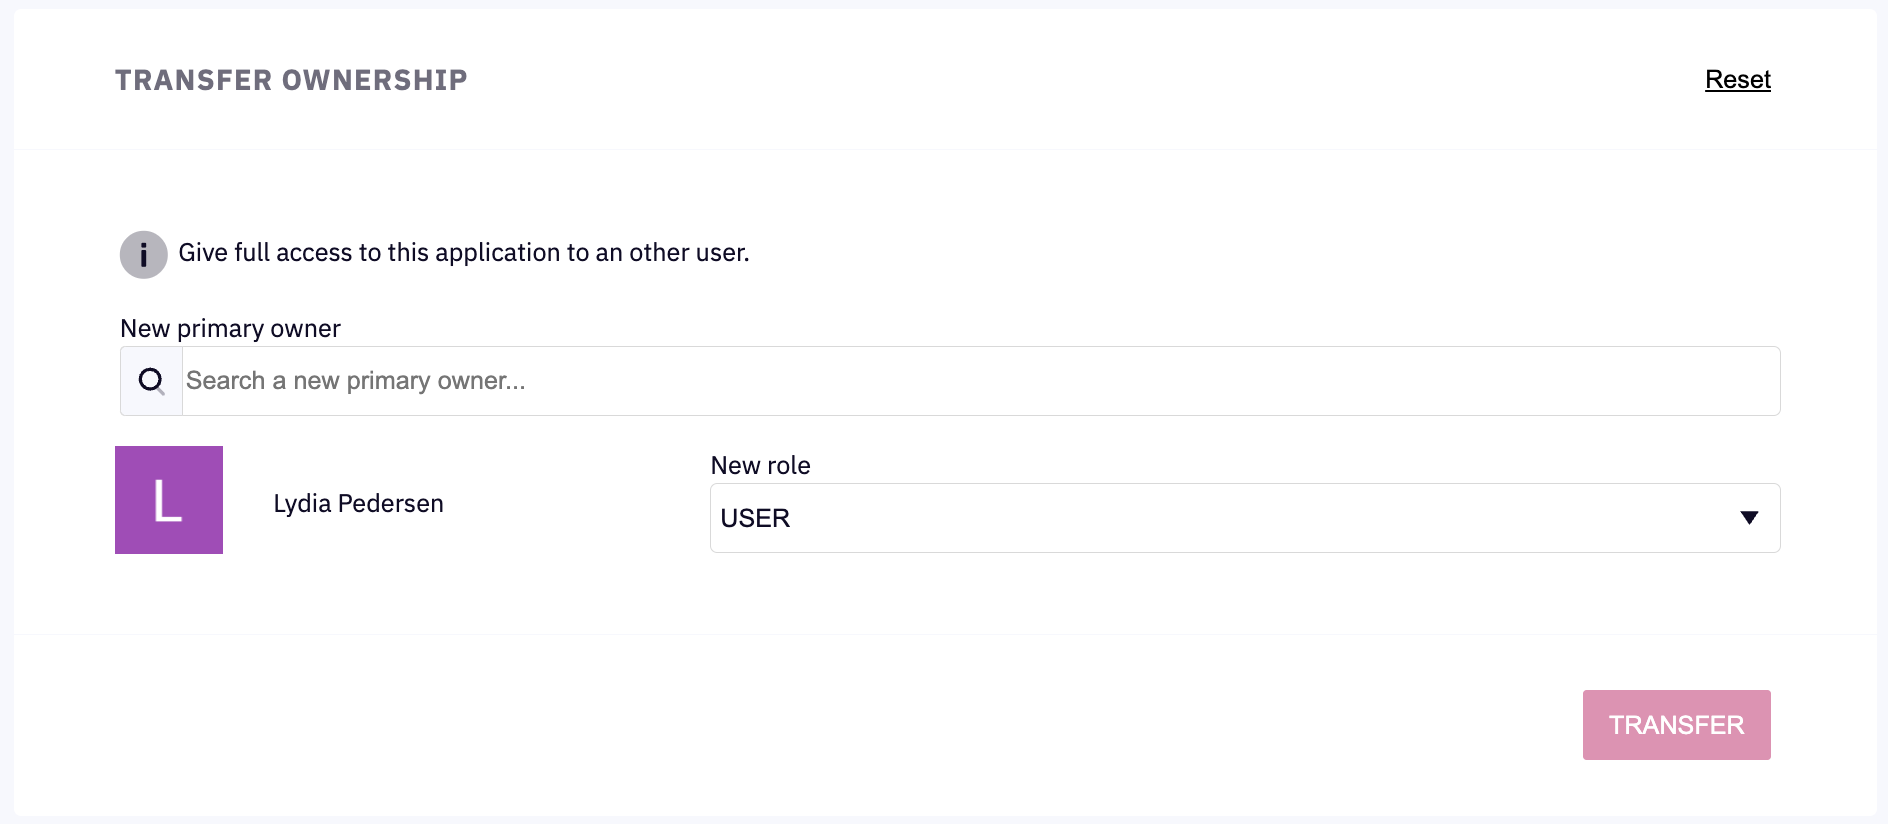 TRANSFER OWNERSHIP
Reset
i Give full access to this application to an other user.
New primary owner
Search a new primary owner...
L
Lydia Pedersen
New role
USER
TRANSFER